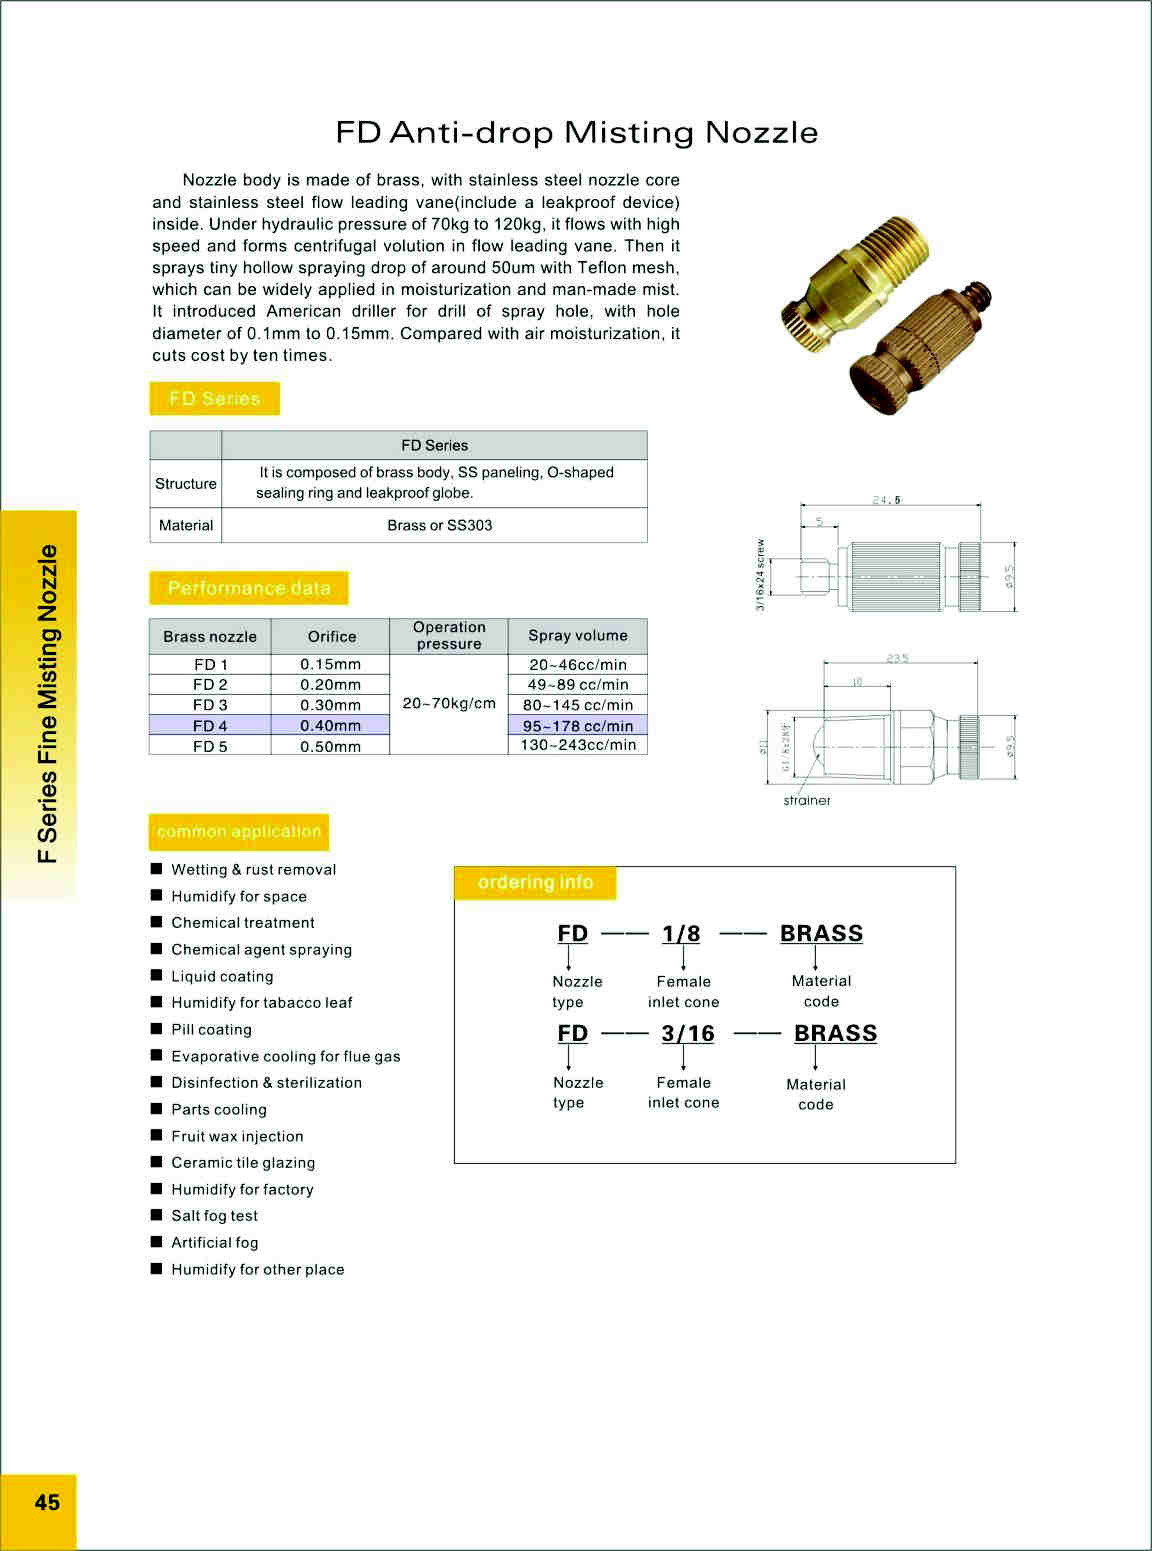 FD Anti-drop Misting Nozzle
Nozzle body is made of brass, with stainless steel nozzle core
and stainless steel flow leading vane(include a leakproof device)
inside. Under hydraulic pressure of 70kg to 120kg, it flows with high
speed and forms centrifugal volution in flow leading vane. Then it
sprays tiny hollow spraying drop of around 50um with Teflon mesh,
which can be widely applied in moisturization and man-made mist.
It introduced American driller for drill of spray hole, with hole
diameter of 0.1mm to 0.15mm. Compared with air moisturization, it
cuts cost by ten times.
FD Series
FD Series
Structure It is composed of brass body, SS paneling, O-shaped
sealing ring and leakproof globe.
Material Brass or SS303
Performance data
Brass nozzle Orifice Operation pressure Spray volume
FD 1 0.15mm 20~46cc/min
FD 2 0.20mm 49~89 cc/min
FD 3 0.30mm 20~70kg/cm 80~145 cc/min
FD 4 0.40mm 95~178 cc/min
FD 5 0.50mm 130~243cc/min
24.5
5
3/16x24 screw
ø9.5
23.5
10
ø11
ø9.5
strainer
F Series Fine Misting Nozzle
common application
■ Wetting & rust removal
■ Humidify for space
■ Chemical treatment
■ Chemical agent spraying
■ Liquid coating
■ Humidify for tabacco leaf
■ Pill coating
■ Evaporative cooling for flue gas
■ Disinfection & sterilization
■ Parts cooling
■ Fruit wax injection
■ Ceramic tile glazing
■ Humidify for factory
■ Salt fog test
■ Artificial fog
■ Humidify for other place
ordering info
FD —— 1/8 —— BRASS
Nozzle Female Material
type inlet cone code
FD —— 3/16 —— BRASS
Nozzle Female Material
type inlet cone code
45